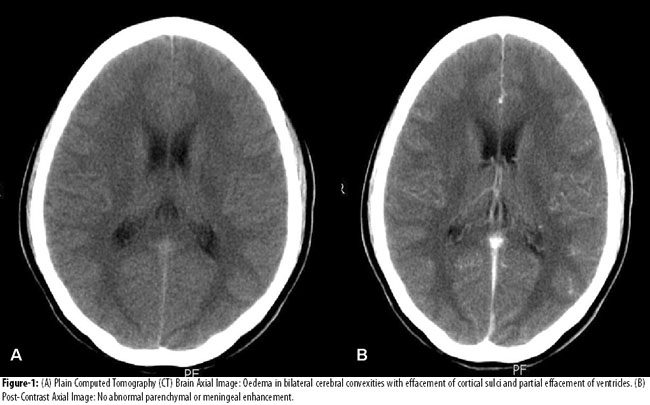 A
PF
B
PF
Figure-1: (A) Plain Computed Tomography (CT) Brain Axial Image: Oedema in bilateral cerebral convexities with effacement of cortical sulci and partial effacement of ventricles. (B)
Post-Contrast Axial Image: No abnormal parenchymal or meningeal enhancement.